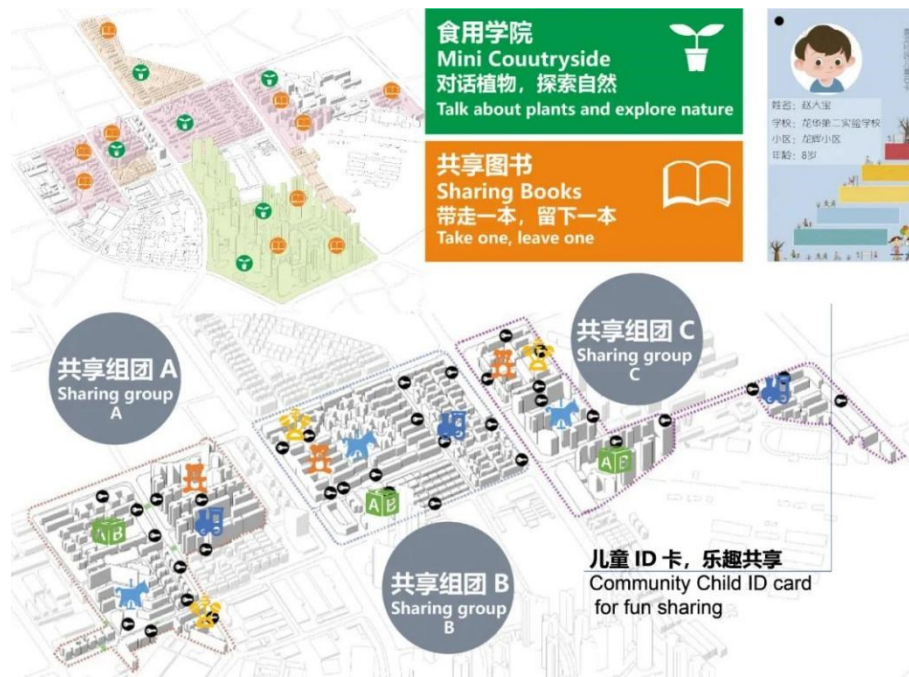 食用学院
Mini Couutryside
对话植物，探索自然
Talk about plants and explore nature
共享图书
Sharing Books
带走一本，留下一本
Take one, leave one
姓名：赵大宝
学校：龙华第二实验学校
小区：龙辉小区
年龄：8岁
共享组团 A
Sharing group
A
共享组团 C
Sharing group
C
共享组团 B
Sharing group
B
儿童 ID 卡，乐趣共享
Community Child ID card
for fun sharing
A B
A B
A B